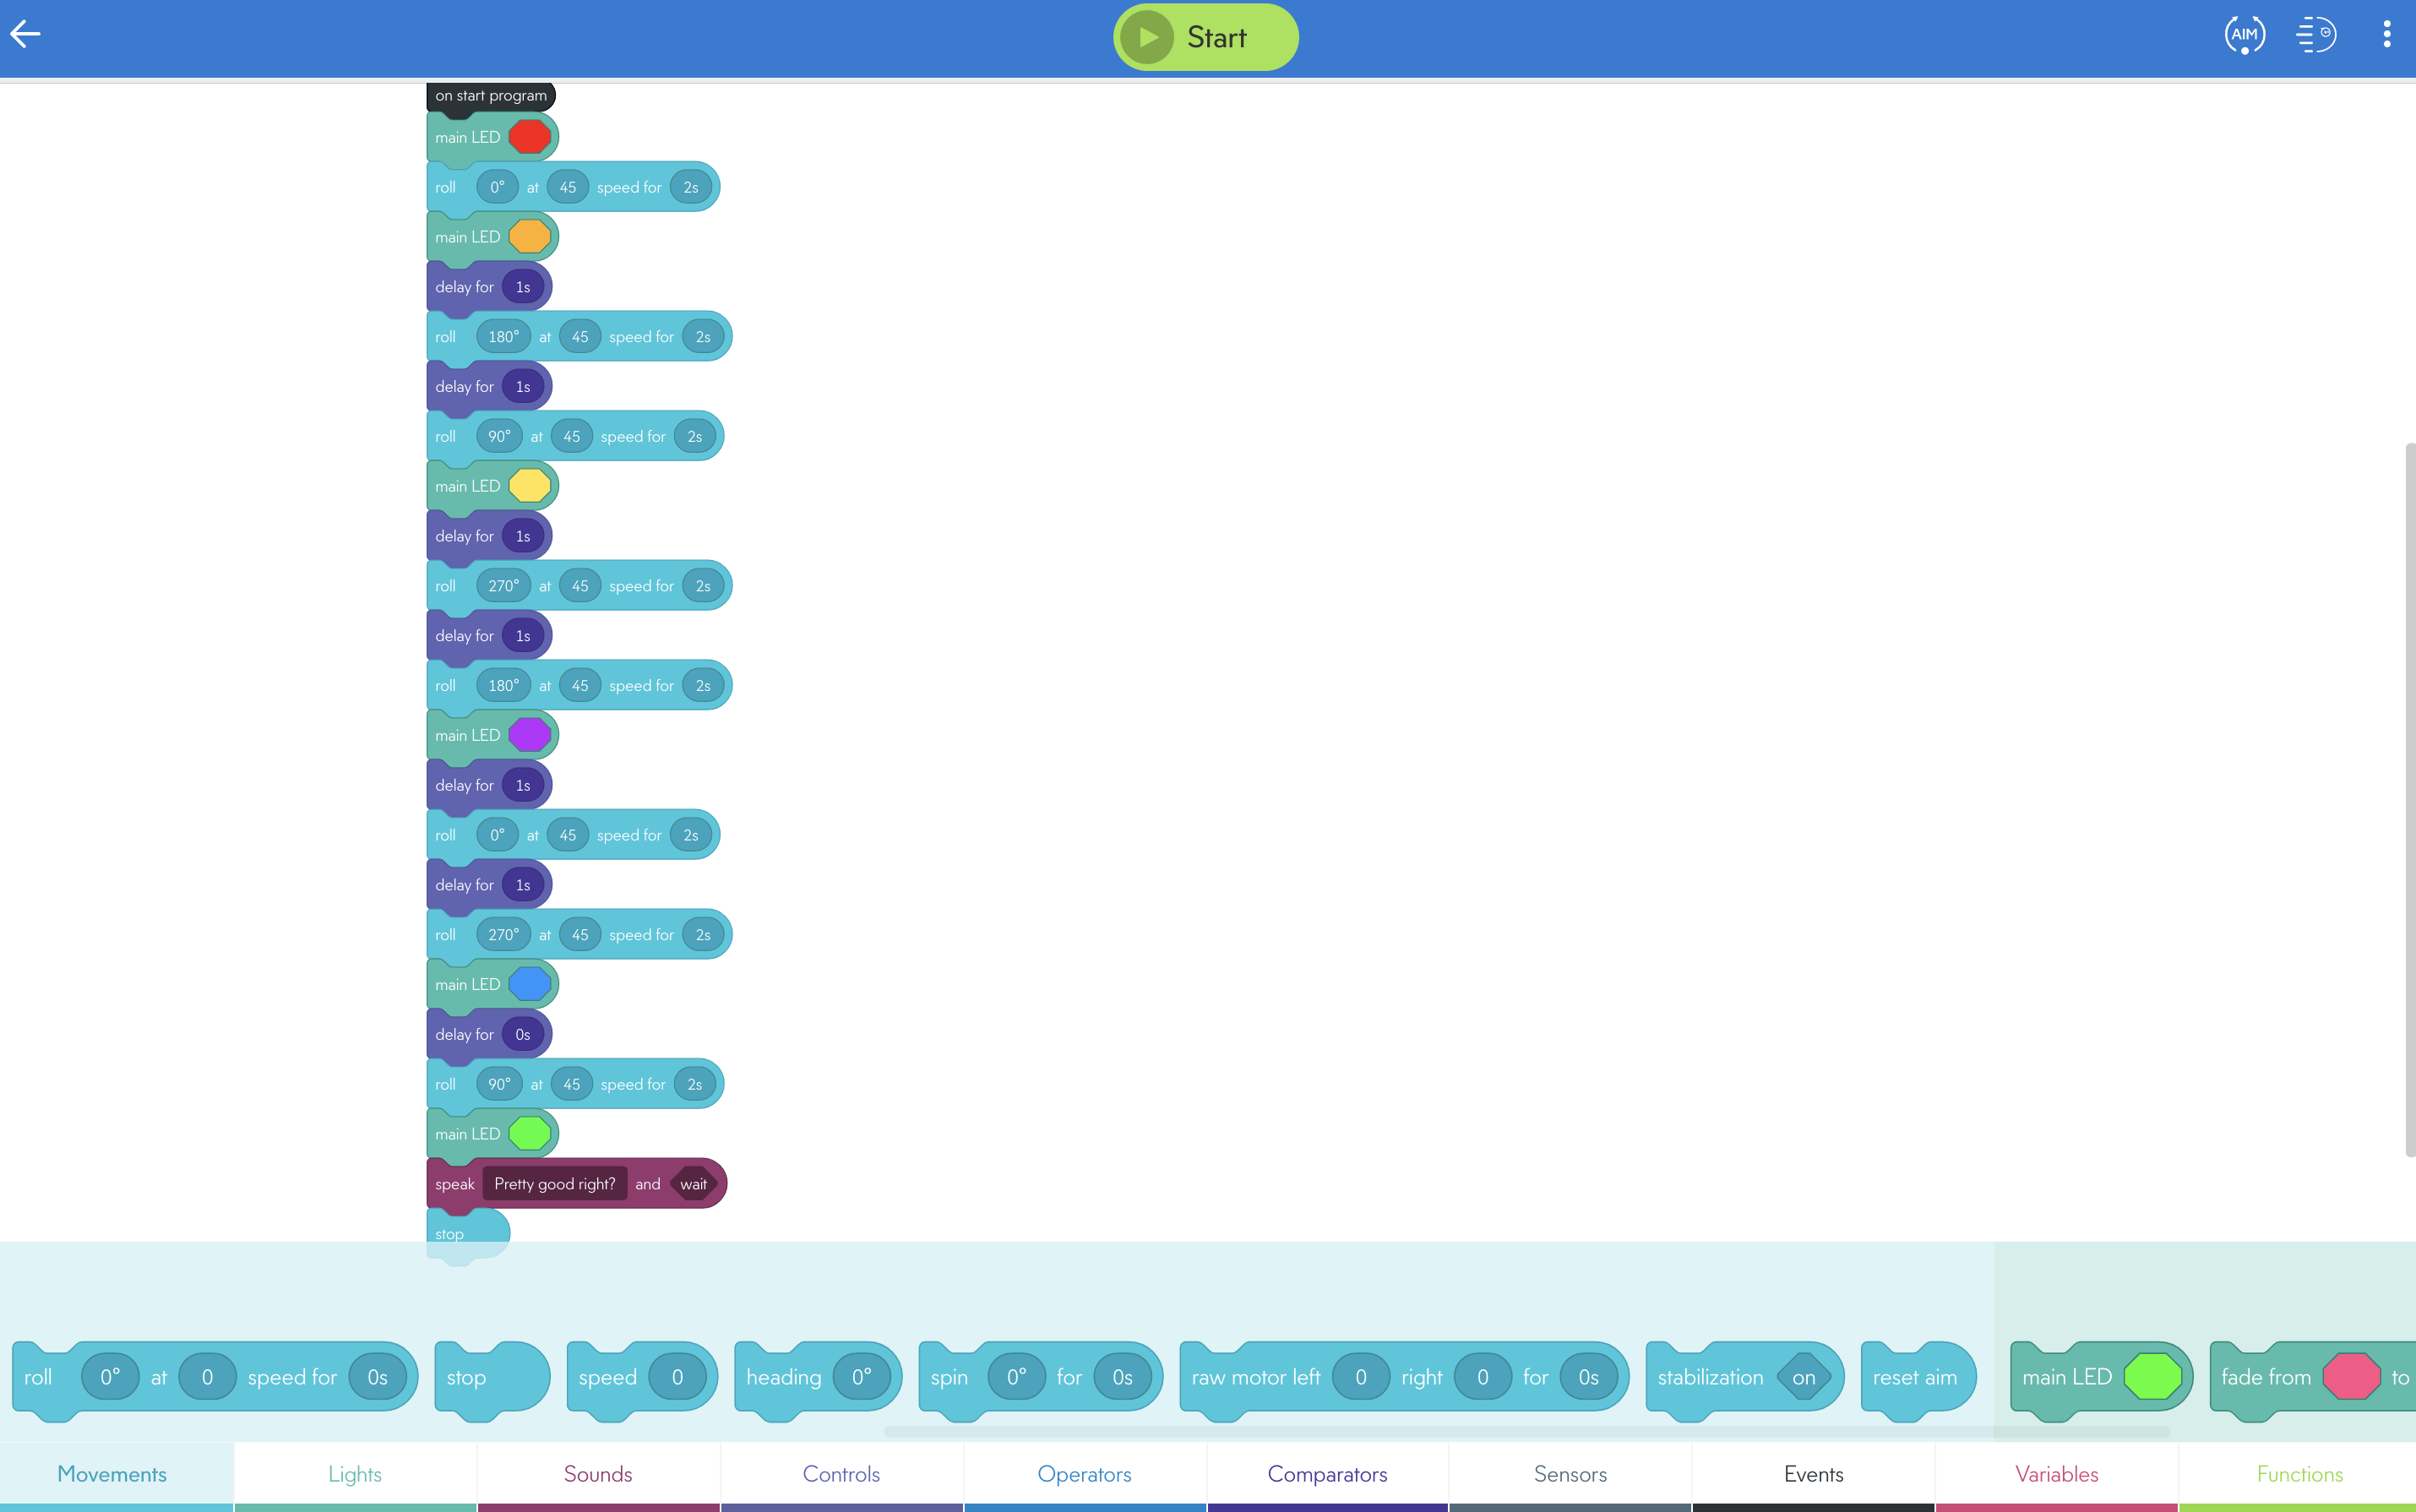 Start
AIM
on start program
main LED
roll 0° at 45 speed for 2s
main LED
delay for 1s
roll 180° at 45 speed for 2s
delay for 1s
roll 90° at 45 speed for 2s
main LED
delay for 1s
roll 270° at 45 speed for 2s
delay for 1s
roll 180° at 45 speed for 2s
main LED
delay for 1s
roll 0° at 45 speed for 2s
delay for 1s
roll 270° at 45 speed for 2s
main LED
delay for 0s
roll 90° at 45 speed for 2s
main LED
speak Pretty good right? and wait
stop
roll 0° at 0 speed for 0s stop speed 0 heading 0° spin 0° for 0s raw motor left 0 right 0 for 0s stabilization on reset aim main LED fade from to
Movements Lights Sounds Controls Operators Comparators Sensors Events Variables Functions